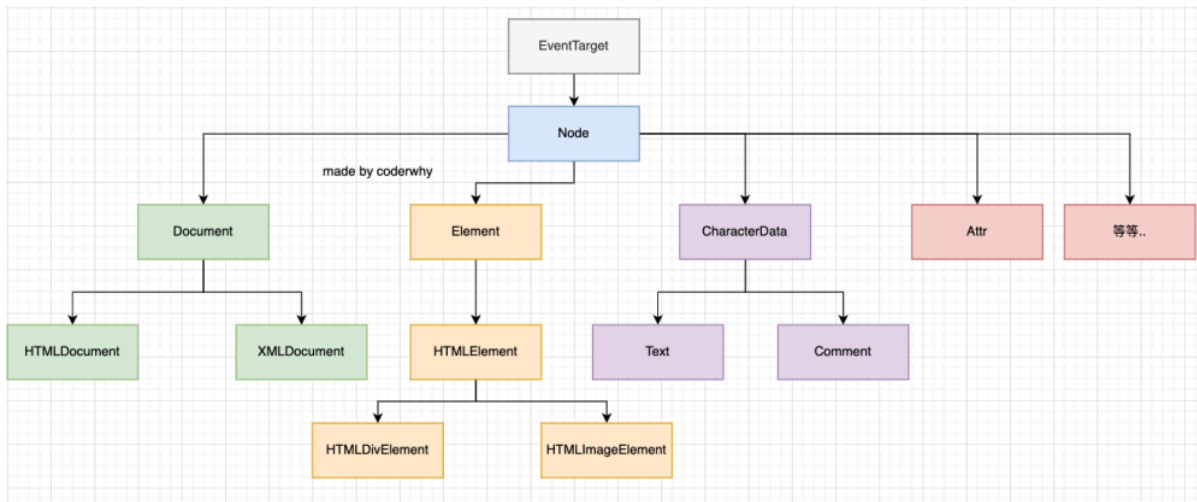 EventTarget
Node
made by coderwhy
Document
Element
CharacterData
Attr
等等..
HTMLDocument
XMLDocument
HTMLElement
Text
Comment
HTMLDivElement
HTMLImageElement